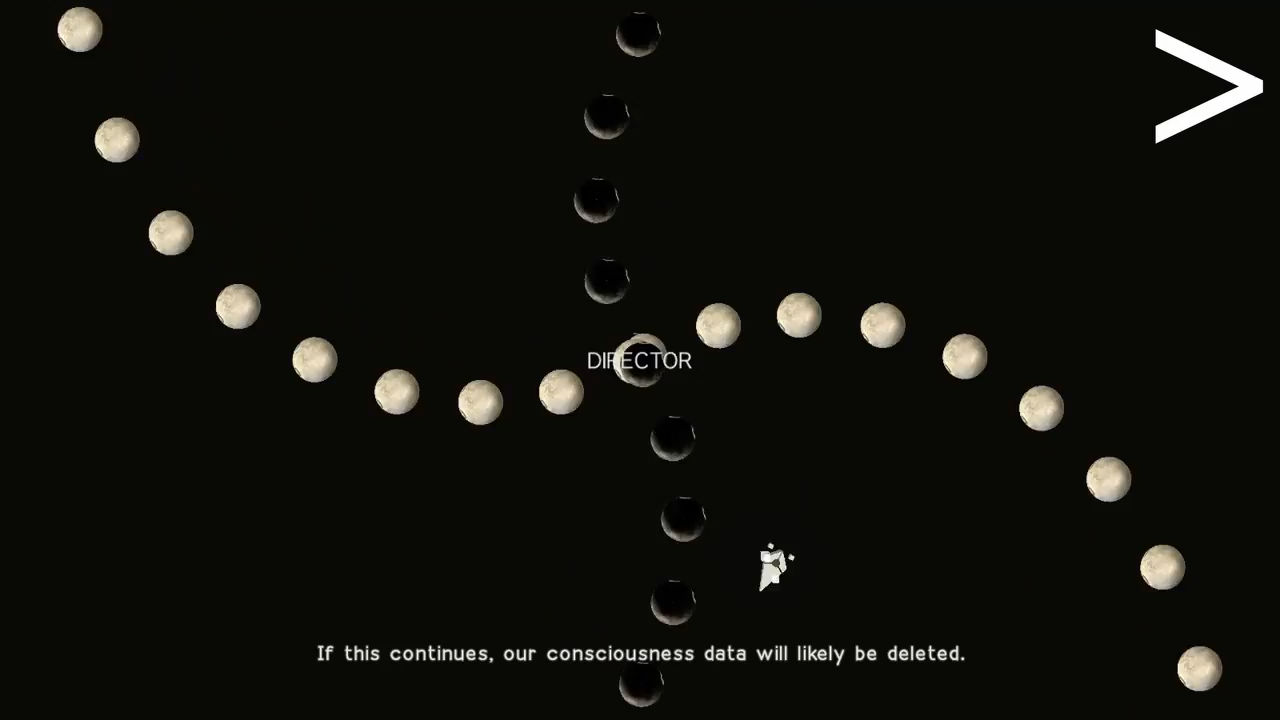 >
DIRECTOR
If this continues, our consciousness data will likely be deleted.